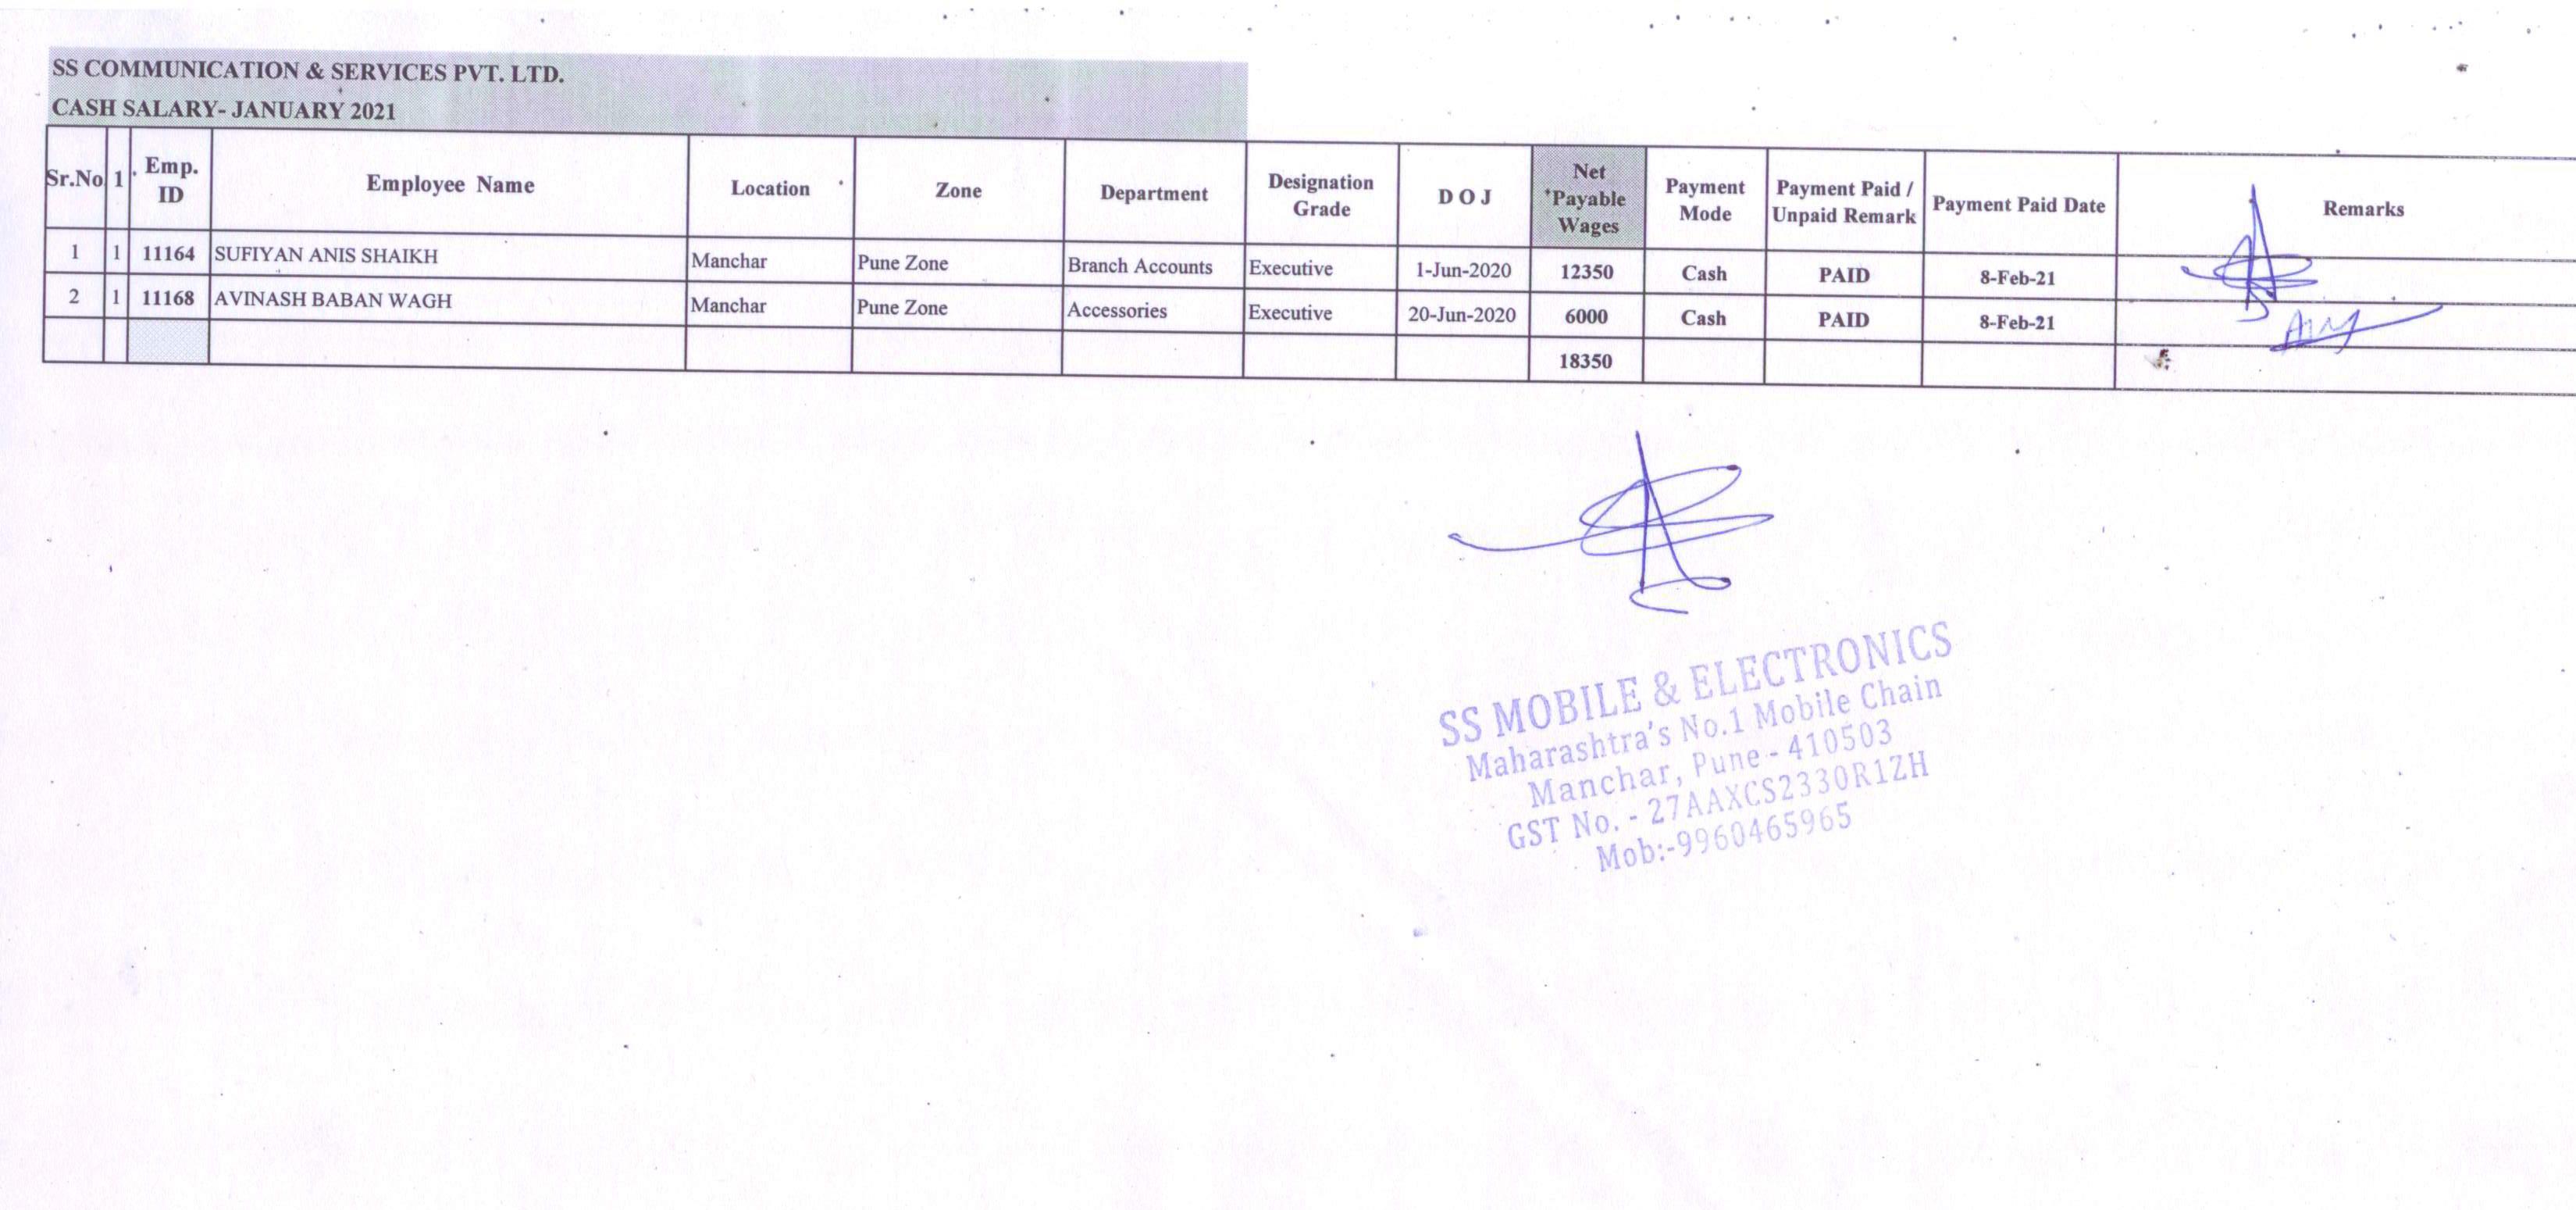 SS COMMUNICATION & SERVICES PVT. LTD.
CASH SALARY- JANUARY 2021
Sr.No 1 Emp. ID Employee Name Location Zone Department Designation Grade D O J Net Payable Wages Payment Mode Payment Paid / Unpaid Remark Payment Paid Date Remarks
1 1 11164 SUFIYAN ANIS SHAIKH Manchar Pune Zone Branch Accounts Executive 1-Jun-2020 12350 Cash PAID 8-Feb-21
2 1 11168 AVINASH BABAN WAGH Manchar Pune Zone Accessories Executive 20-Jun-2020 6000 Cash PAID 8-Feb-21
18350
SS MOBILE & ELECTRONICS
Maharashtra's No.1 Mobile Chain
Manchar, Pune - 410503
GST No. - 27AAXCS2330R1ZH
Mob:-9960465965